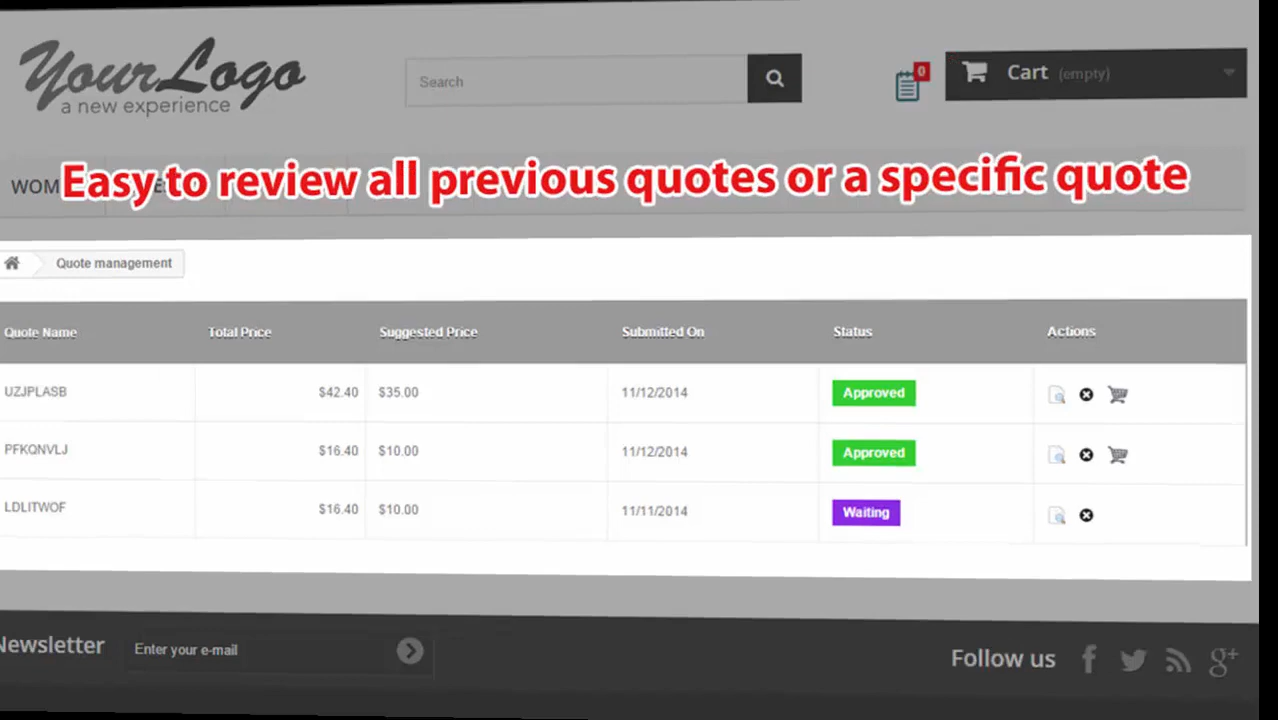 YourLogo
a new experience
Search
0
Cart (empty)
WOM
Easy to review all previous quotes or a specific quote
Quote management
Quote Name Total Price Suggested Price Submitted On Status Actions
UZJPLASB $42.40 $35.00 11/12/2014 Approved
PFKQNVLJ $16.40 $10.00 11/12/2014 Approved
LDLITWOF $16.40 $10.00 11/11/2014 Waiting
Newsletter Enter your e-mail
Follow us
g+